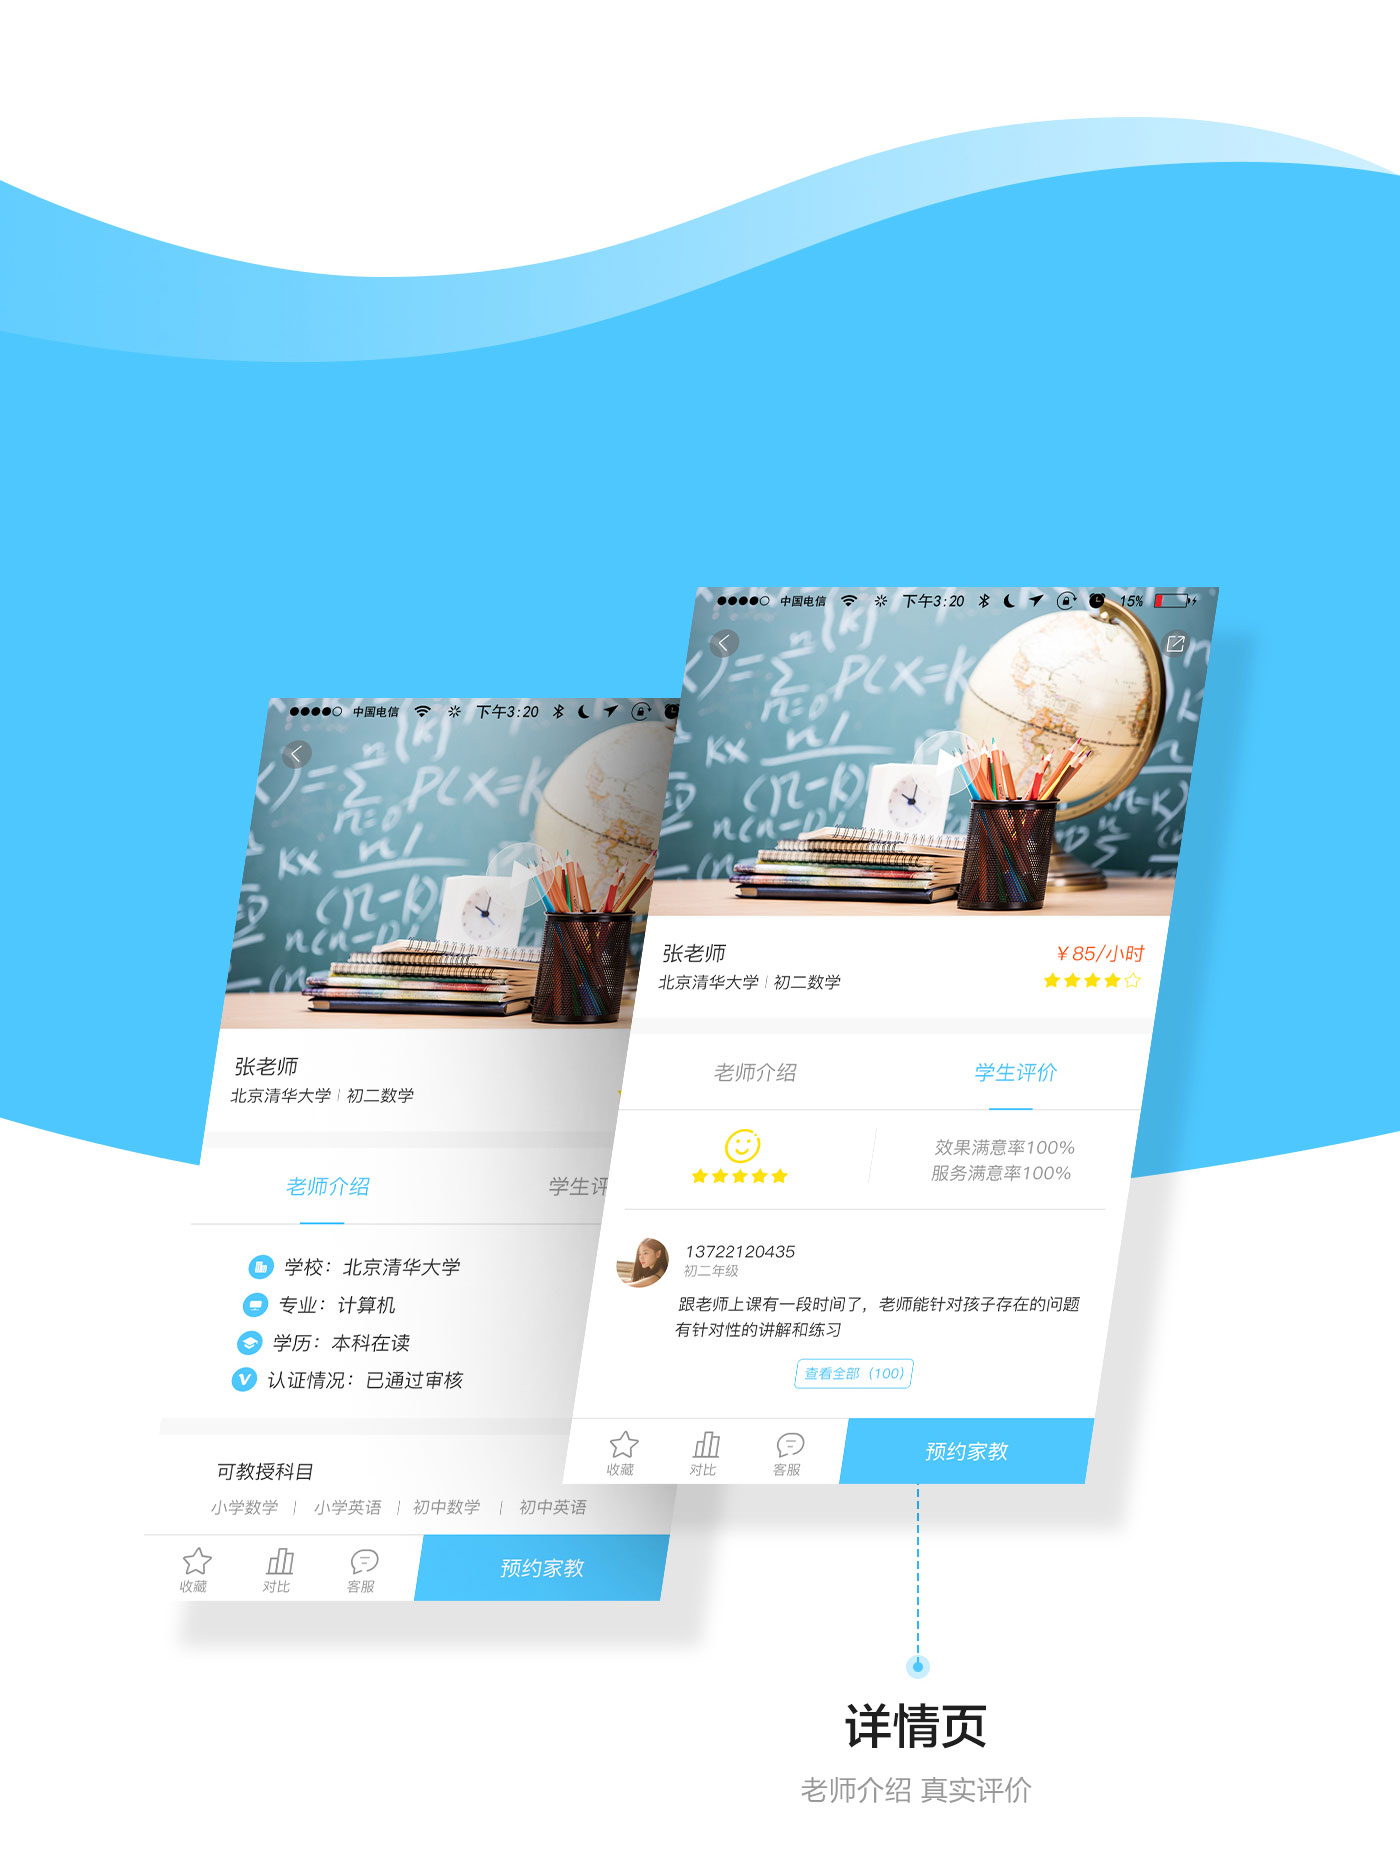 中国电信 下午3:20 15%
张老师
¥85/小时
北京清华大学 | 初二数学
老师介绍 学生评价
效果满意率100%
服务满意率100%
13722120435
初二年级
跟老师上课有一段时间了，老师能针对孩子存在的问题
有针对性的讲解和练习
查看全部（100）
收藏 对比 客服 预约家教
中国电信 下午3:20
张老师
北京清华大学 | 初二数学
老师介绍 学生评
学校：北京清华大学
专业：计算机
学历：本科在读
认证情况：已通过审核
可教授科目
小学数学 | 小学英语 | 初中数学 | 初中英语
收藏 对比 客服 预约家教
详情页
老师介绍 真实评价